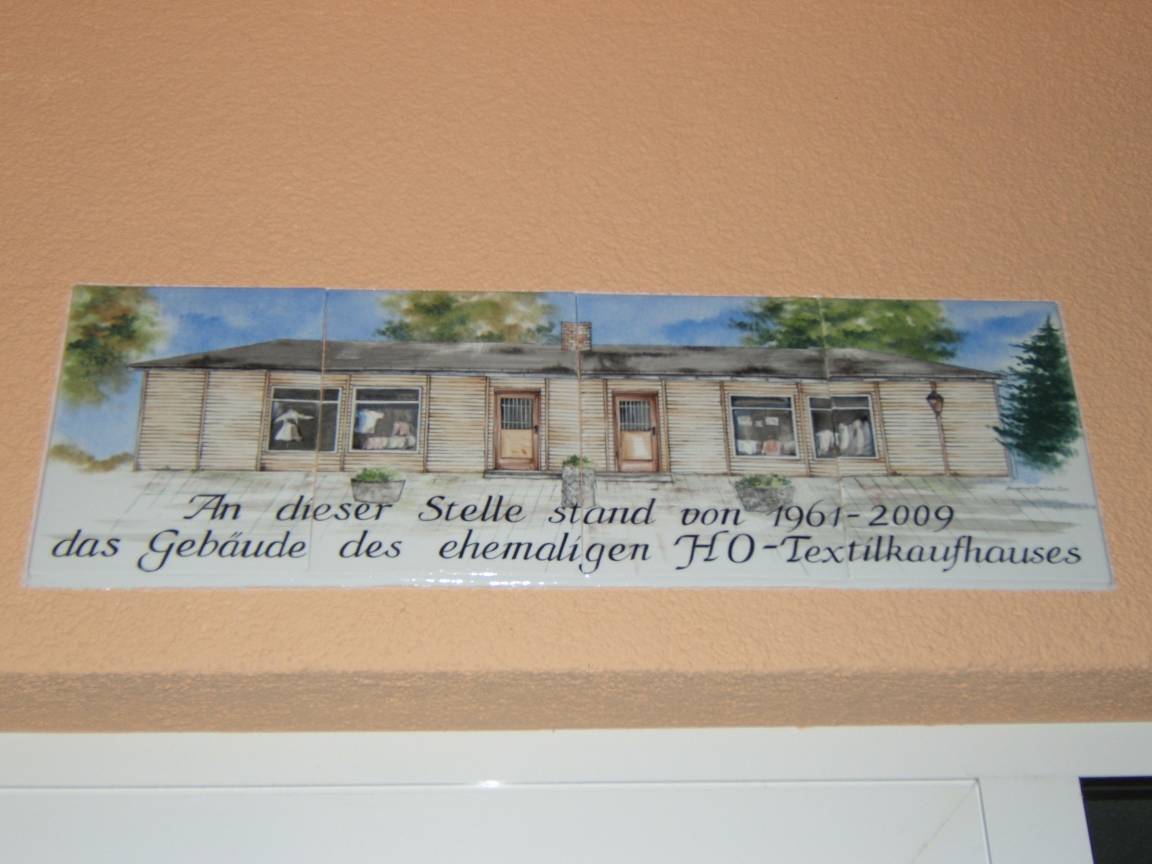 An dieser Stelle stand von 1961-2009
das Gebäude des ehemaligen HO-Textilkaufhauses